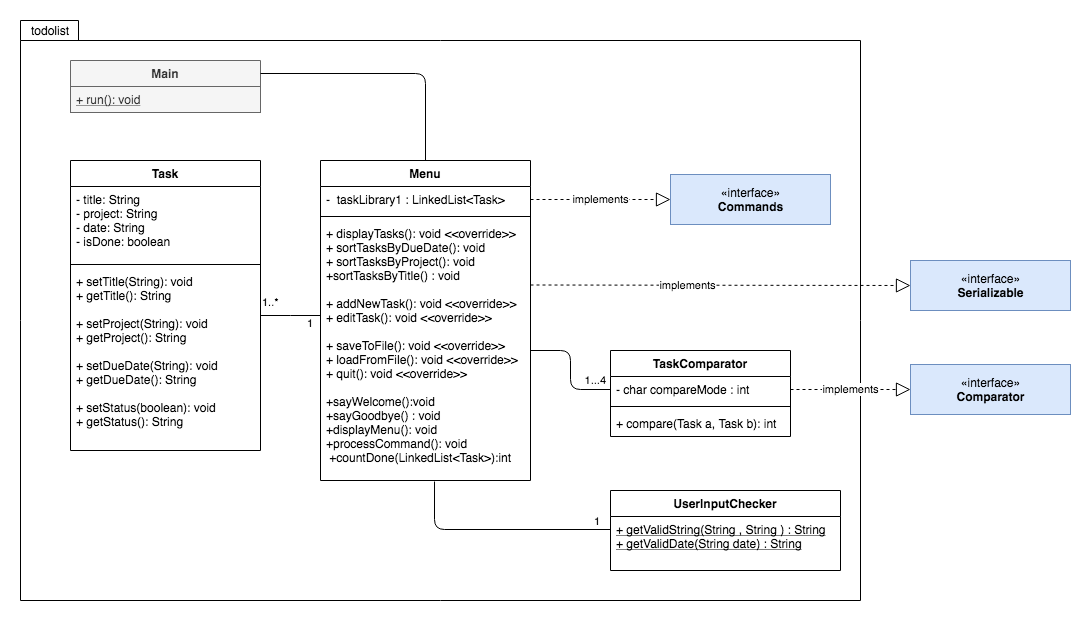 todolist
Main
+ run(): void
Task
- title: String
- project: String
- date: String
- isDone: boolean
+ setTitle(String): void
+ getTitle(): String
+ setProject(String): void
+ getProject(): String
+ setDueDate(String): void
+ getDueDate(): String
+ setStatus(boolean): void
+ getStatus(): String
1..*
1
Menu
- taskLibrary1 : LinkedList<Task>
+ displayTasks(): void <<override>>
+ sortTasksByDueDate(): void
+ sortTasksByProject(): void
+sortTasksByTitle() : void
+ addNewTask(): void <<override>>
+ editTask(): void <<override>>
+ saveToFile(): void <<override>>
+ loadFromFile(): void <<override>>
+ quit(): void <<override>>
+sayWelcome():void
+sayGoodbye() : void
+displayMenu(): void
+processCommand(): void
+countDone(LinkedList<Task>):int
implements
«interface»
Commands
implements
«interface»
Serializable
1...4
TaskComparator
- char compareMode : int
+ compare(Task a, Task b): int
implements
«interface»
Comparator
1
UserInputChecker
+ getValidString(String , String ) : String
+ getValidDate(String date) : String